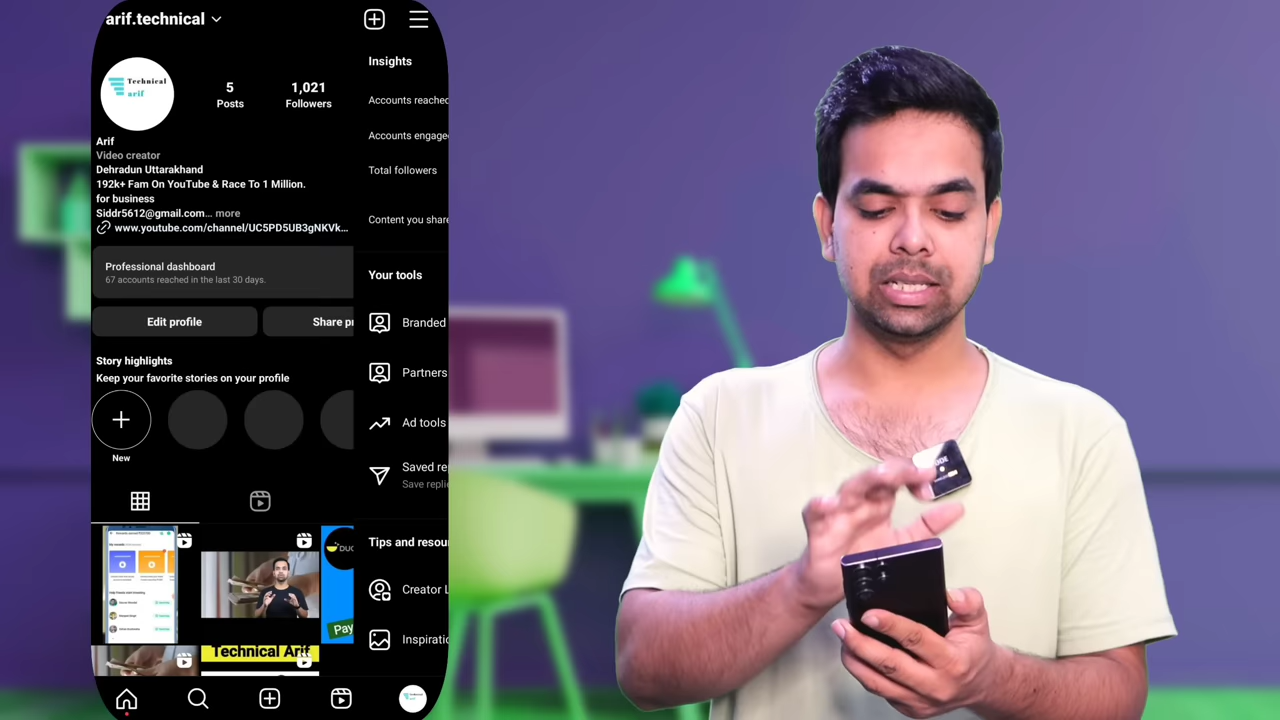 arif.technical
Technical
arif
5
Posts
1,021
Followers
Arif
Video creator
Dehradun Uttarakhand
192k+ Fam On YouTube & Race To 1 Million.
for business
Siddr5612@gmail.com... more
www.youtube.com/channel/UC5PD5UB3gNKVk...
Professional dashboard
67 accounts reached in the last 30 days.
Edit profile
Share pr
Story highlights
Keep your favorite stories on your profile
New
Technical Arif
Pay
Insights
Accounts reached
Accounts engage
Total followers
Content you share
Your tools
Branded
Partners
Ad tools
Saved re
Save replie
Tips and resou
Creator L
Inspiratio